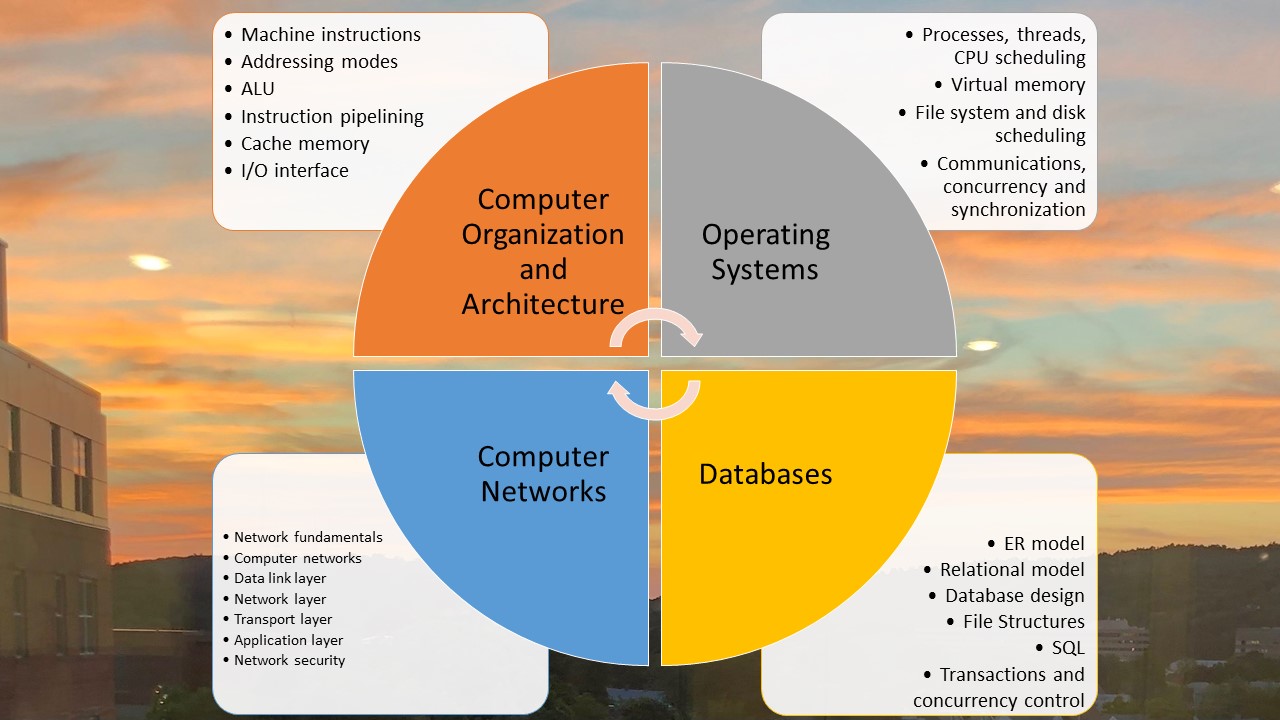 • Machine instructions
• Addressing modes
• ALU
• Instruction pipelining
• Cache memory
• I/O interface
Computer
Organization
and
Architecture
• Processes, threads,
CPU scheduling
• Virtual memory
• File system and disk
scheduling
• Communications,
concurrency and
synchronization
Operating
Systems
Computer
Networks
• Network fundamentals
• Computer networks
• Data link layer
• Network layer
• Transport layer
• Application layer
• Network security
Databases
• ER model
• Relational model
• Database design
• File Structures
• SQL
• Transactions and
concurrency control